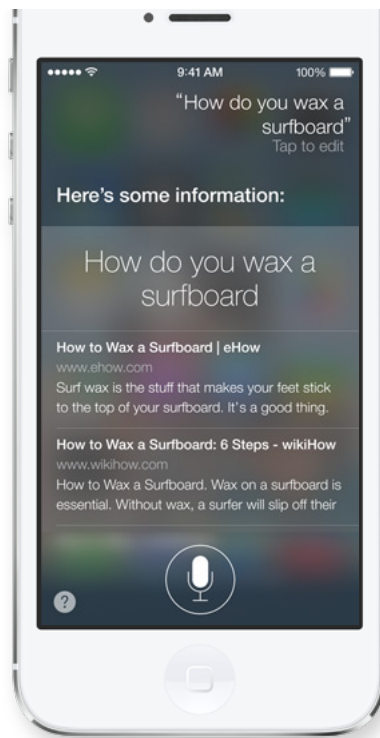 9:41 AM 100%
“How do you wax a
surfboard”
Tap to edit
Here’s some information:
How do you wax a
surfboard
How to Wax a Surfboard | eHow
www.ehow.com
Surf wax is the stuff that makes your feet stick
to the top of your surfboard. It’s a good thing.
How to Wax a Surfboard: 6 Steps - wikiHow
www.wikihow.com
How to Wax a Surfboard. Wax on a surfboard is
essential. Without wax, a surfer will slip off their
?